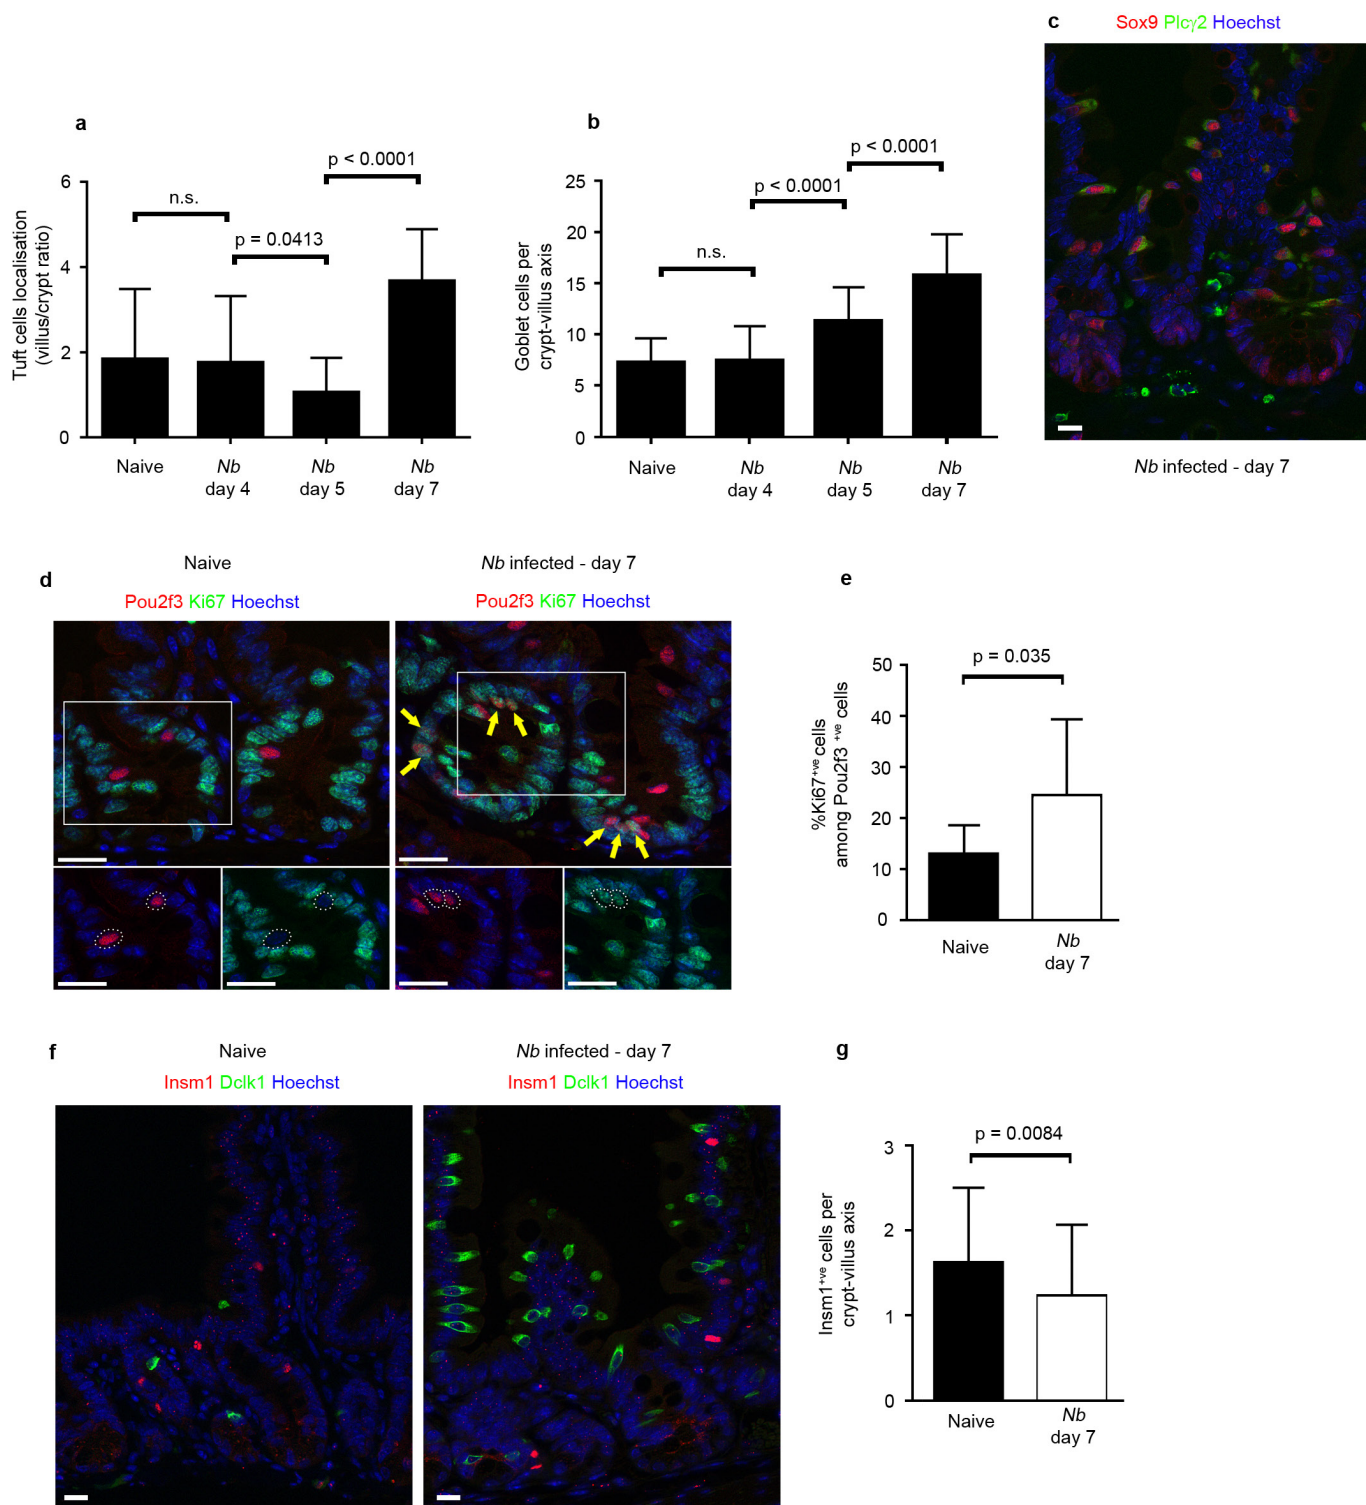 a
Tuft cells localisation
(villus/crypt ratio)
6
4
2
0
n.s.
p = 0.0413
p < 0.0001
Naive
Nb
day 4
Nb
day 5
Nb
day 7
b
Goblet cells per
crypt-villus axis
25
20
15
10
5
0
n.s.
p < 0.0001
p < 0.0001
Naive
Nb
day 4
Nb
day 5
Nb
day 7
c
Sox9 Plcγ2 Hoechst
Nb infected - day 7
d
Naive
Pou2f3 Ki67 Hoechst
Nb infected - day 7
Pou2f3 Ki67 Hoechst
e
%Ki67+ve cells
among Pou2f3 +ve cells
50
40
30
20
10
0
p = 0.035
Naive
Nb
day 7
f
Naive
Insm1 Dclk1 Hoechst
Nb infected - day 7
Insm1 Dclk1 Hoechst
g
Insm1+ve cells per
crypt-villus axis
3
2
1
0
p = 0.0084
Naive
Nb
day 7